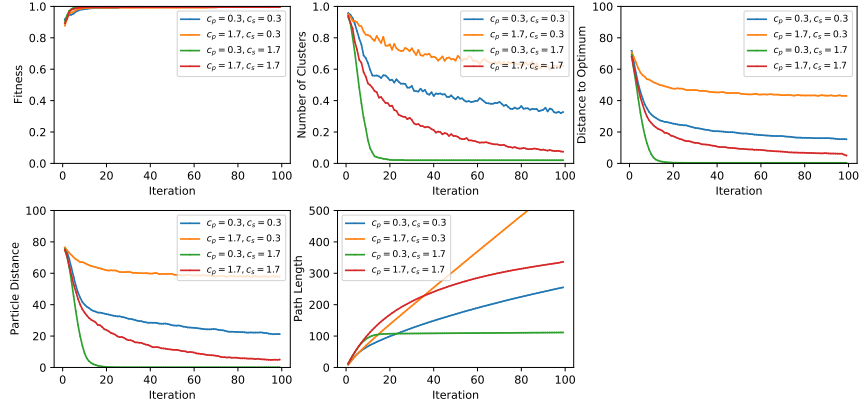 Fitness
1.0
0.8
0.6
0.4
0.2
0.0
0 20 40 60 80 100
Iteration
c_p = 0.3, c_s = 0.3
c_p = 1.7, c_s = 0.3
c_p = 0.3, c_s = 1.7
c_p = 1.7, c_s = 1.7
Number of Clusters
1.0
0.8
0.6
0.4
0.2
0.0
0 20 40 60 80 100
Iteration
c_p = 0.3, c_s = 0.3
c_p = 1.7, c_s = 0.3
c_p = 0.3, c_s = 1.7
c_p = 1.7, c_s = 1.7
Distance to Optimum
100
80
60
40
20
0
0 20 40 60 80 100
Iteration
c_p = 0.3, c_s = 0.3
c_p = 1.7, c_s = 0.3
c_p = 0.3, c_s = 1.7
c_p = 1.7, c_s = 1.7
Particle Distance
100
80
60
40
20
0
0 20 40 60 80 100
Iteration
c_p = 0.3, c_s = 0.3
c_p = 1.7, c_s = 0.3
c_p = 0.3, c_s = 1.7
c_p = 1.7, c_s = 1.7
Path Length
500
400
300
200
100
0
0 20 40 60 80 100
Iteration
c_p = 0.3, c_s = 0.3
c_p = 1.7, c_s = 0.3
c_p = 0.3, c_s = 1.7
c_p = 1.7, c_s = 1.7